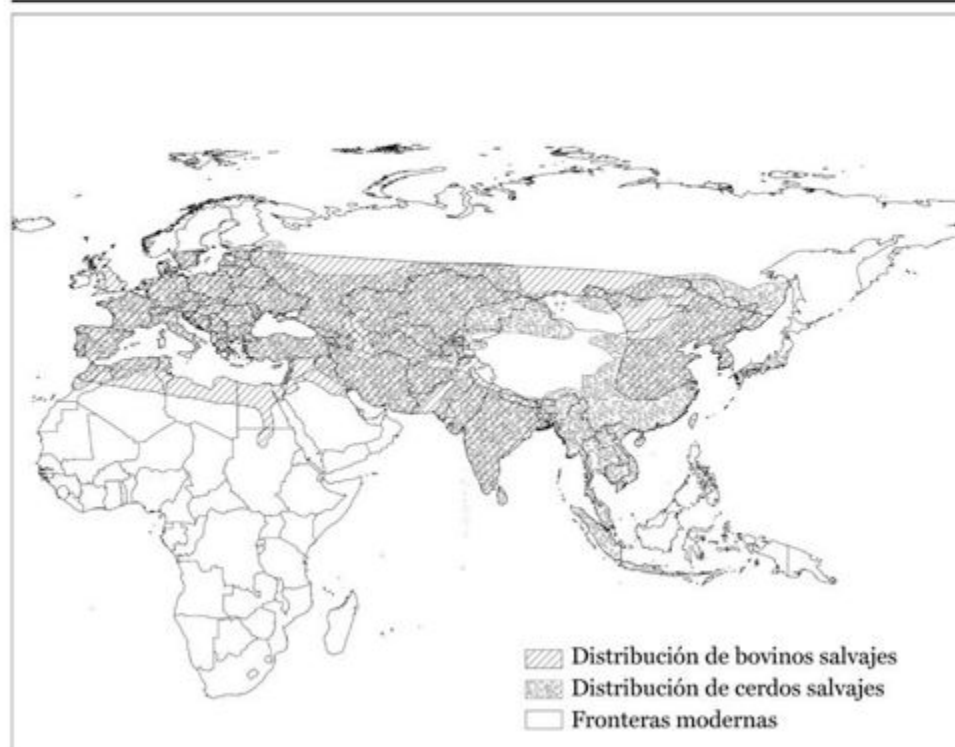 Distribución de bovinos salvajes
Distribución de cerdos salvajes
Fronteras modernas